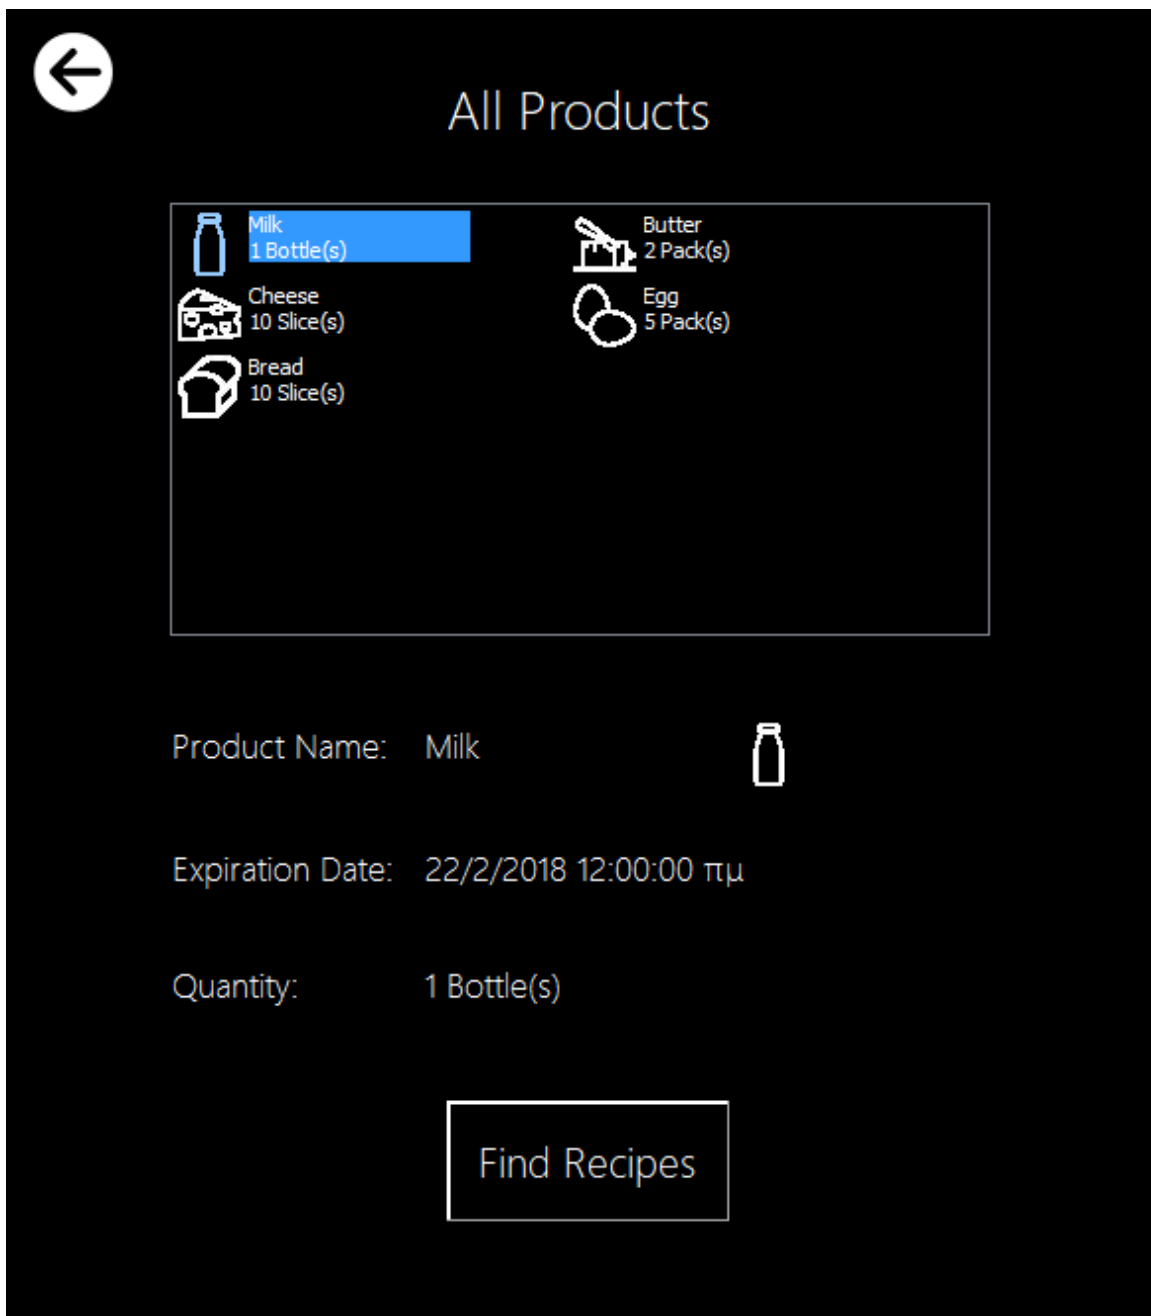 All Products
Milk
1 Bottle(s)
Butter
2 Pack(s)
Cheese
10 Slice(s)
Egg
5 Pack(s)
Bread
10 Slice(s)
Product Name: Milk
Expiration Date: 22/2/2018 12:00:00 πμ
Quantity: 1 Bottle(s)
Find Recipes